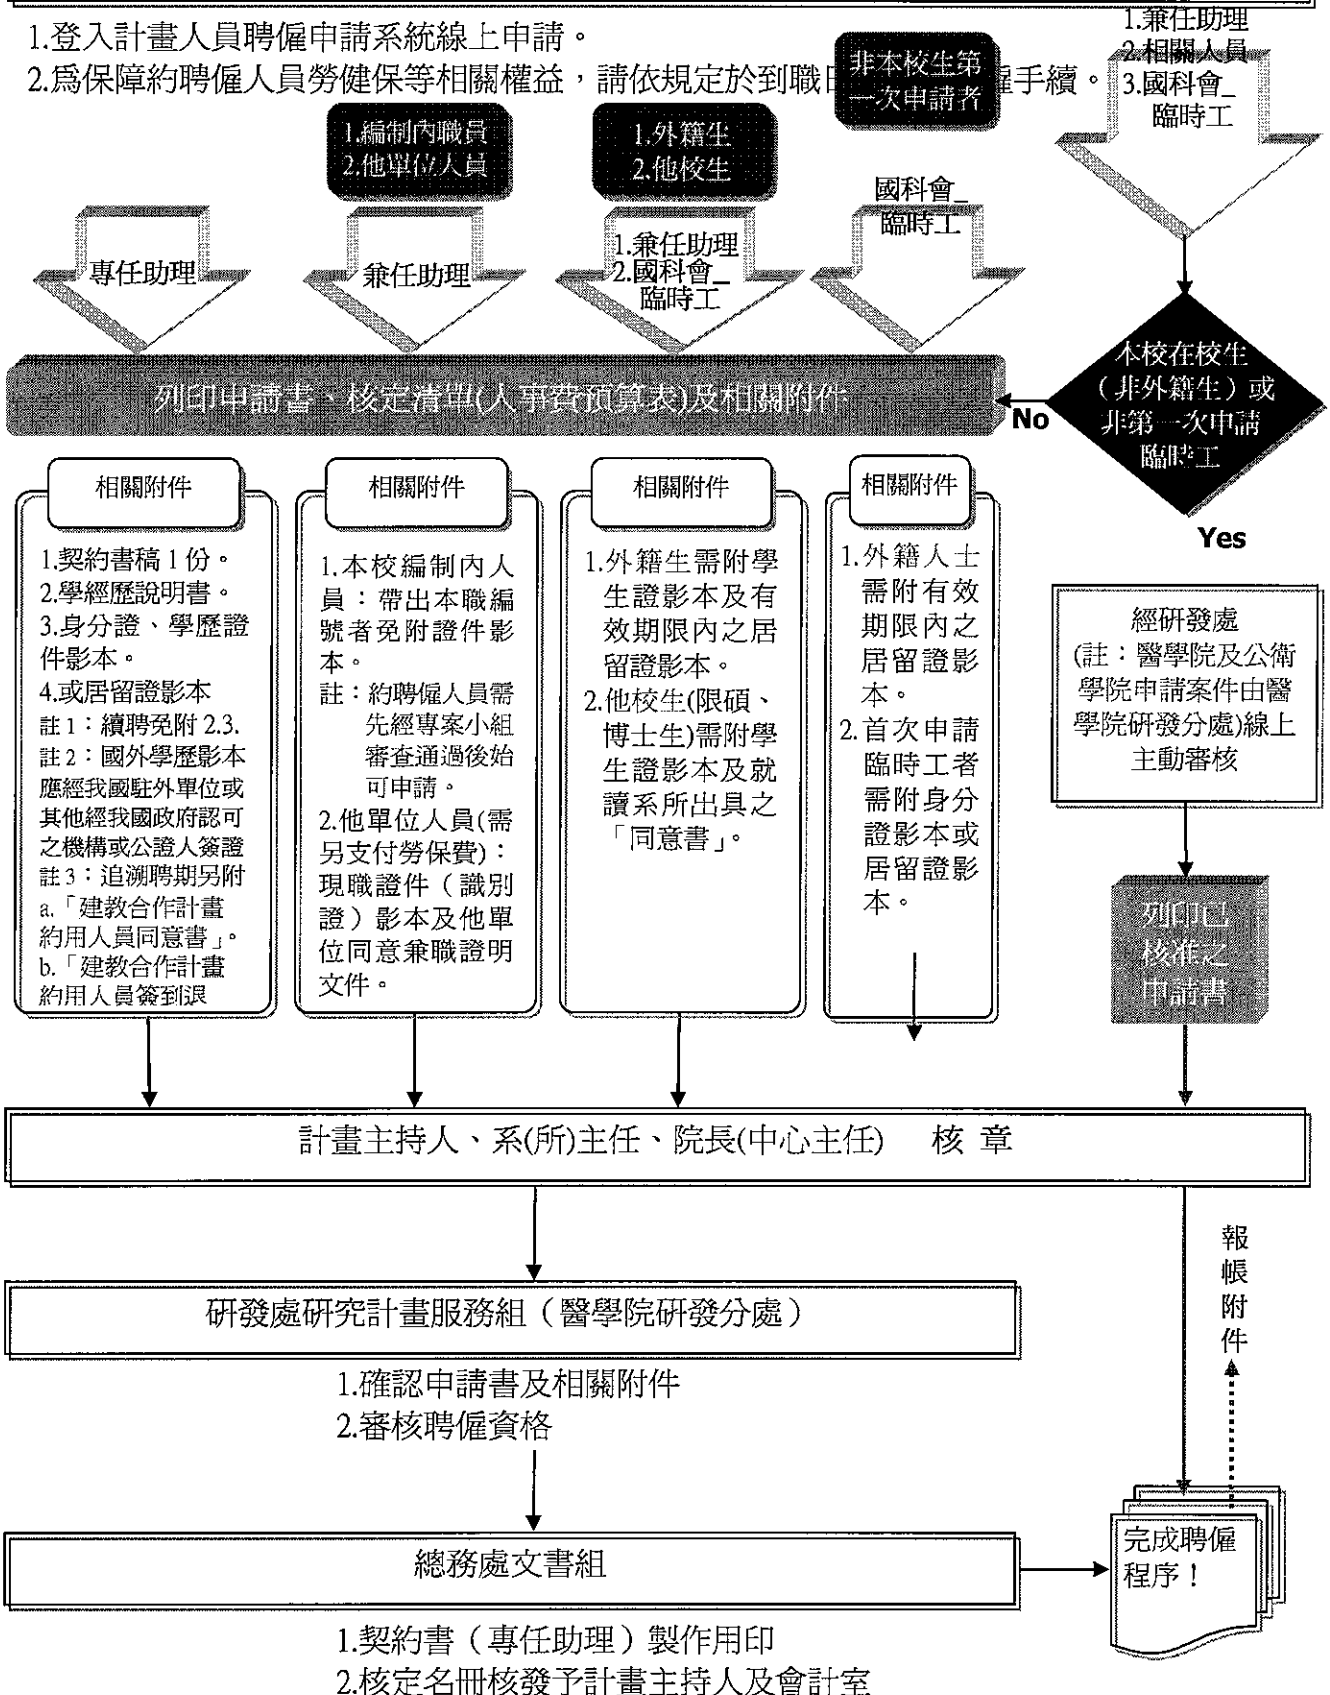 1.登入計畫人員聘僱申請系統線上申請。
2.為保障約聘僱人員勞健保等相關權益，請依規定於到職日
僱手續。
非本校生第
一次申請者
1.兼任助理
2.相關人員
3.國科會_
臨時工
1.編制內職員
2.他單位人員
1.外籍生
2.他校生
專任助理
兼任助理
1.兼任助理
2.國科會_
臨時工
國科會_
臨時工
本校在校生
（非外籍生）或
非第一次申請
臨時工
列印申請書、核定清單(人事費預算表)及相關附件
No
Yes
相關附件
1.契約書稿 1 份。
2.學經歷說明書。
3.身分證、學歷證
件影本。
4.或居留證影本
註 1：續聘免附 2.3.
註 2：國外學歷影本
應經我國駐外單位或
其他經我國政府認可
之機構或公證人簽證
註 3：追溯聘期另附
a.「建教合作計畫
約用人員同意書」。
b.「建教合作計畫
約用人員簽到退
相關附件
1.本校編制內人
員：帶出本職編
號者免附證件影
本。
註：約聘僱人員需
先經專案小組
審查通過後始
可申請。
2.他單位人員(需
另支付勞保費)：
現職證件（識別
證）影本及他單
位同意兼職證明
文件。
相關附件
1.外籍生需附學
生證影本及有
效期限內之居
留證影本。
2.他校生(限碩、
博士生)需附學
生證影本及就
讀系所出具之
「同意書」。
相關附件
1.外籍人士
需附有效
期限內之
居留證影
本。
2.首次申請
臨時工者
需附身分
證影本或
居留證影
本。
經研發處
(註：醫學院及公衛
學院申請案件由醫
學院研發分處)線上
主動審核
列印已
核准之
申請書
計畫主持人、系(所)主任、院長(中心主任) 核 章
研發處研究計畫服務組（醫學院研發分處）
1.確認申請書及相關附件
2.審核聘僱資格
報
帳
附
件
總務處文書組
完成聘僱
程序！
1.契約書（專任助理）製作用印
2.核定名冊核發予計畫主持人及會計室